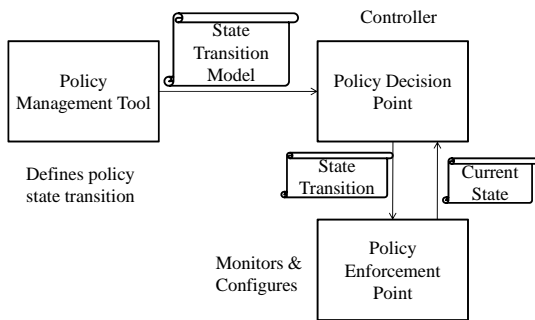 Controller
State
Transition
Model
Policy
Management Tool
Policy Decision
Point
Defines policy
state transition
State
Transition
Current
State
Monitors &
Configures
Policy
Enforcement
Point